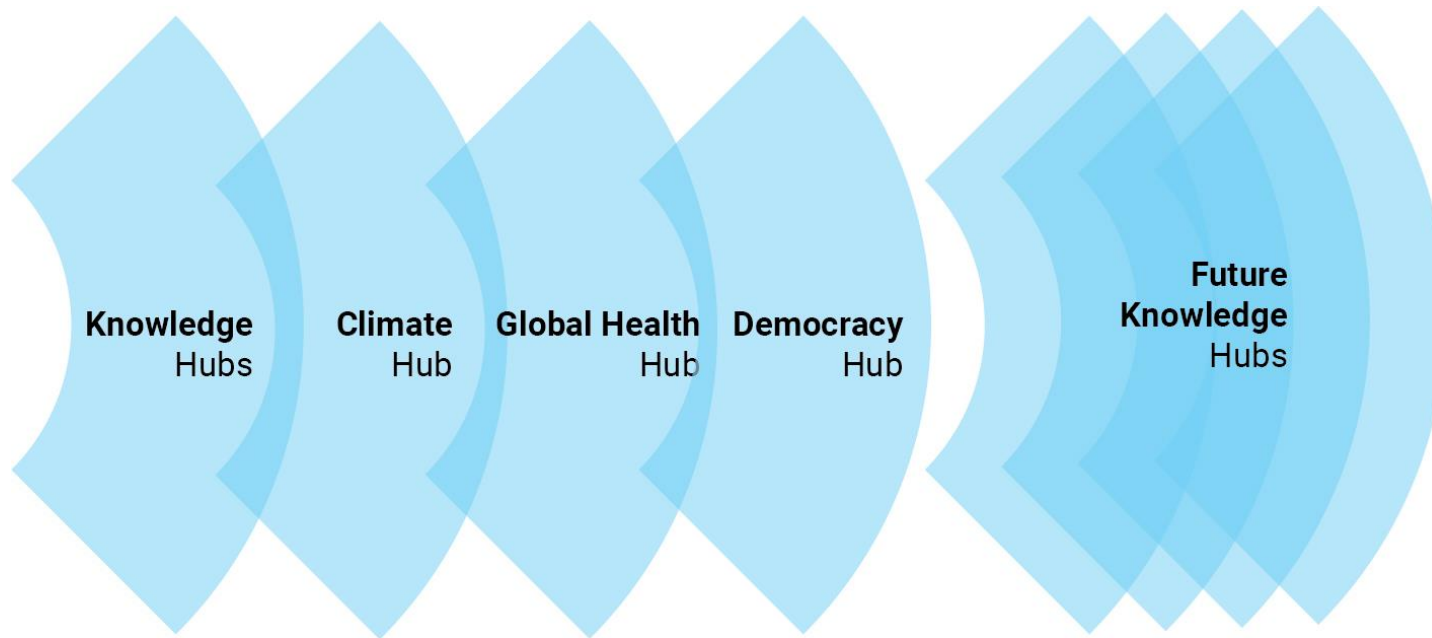 Knowledge
Hubs
Climate
Hub
Global Health
Hub
Democracy
Hub
Future
Knowledge
Hubs